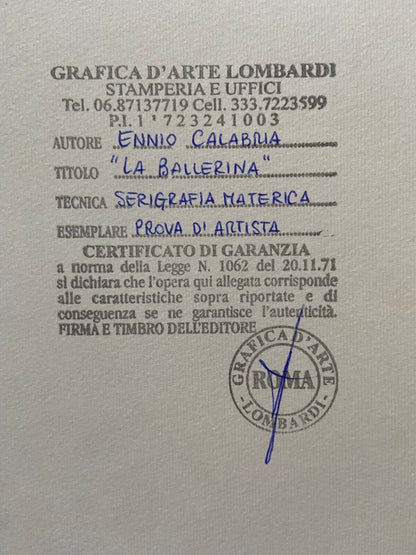 GRAFICA D'ARTE LOMBARDI
STAMPERIA E UFFICI
Tel. 06.87137719 Cell. 333.7223599
P.I. 1'723241003
AUTORE ENNIO CALABRIA
TITOLO "LA BALLERINA"
TECNICA SERIGRAFIA MATERICA
ESEMPLARE PROVA D'ARTISTA
CERTIFICATO DI GARANZIA
a norma della Legge N. 1062 del 20.11.71
si dichiara che l'opera qui allegata corrisponde
alle caratteristiche sopra riportate e di
conseguenza se ne garantisce l'autenticità.
FIRMA E TIMBRO DELL'EDITORE
GRAFICA D'ARTE
ROMA
- LOMBARDI -